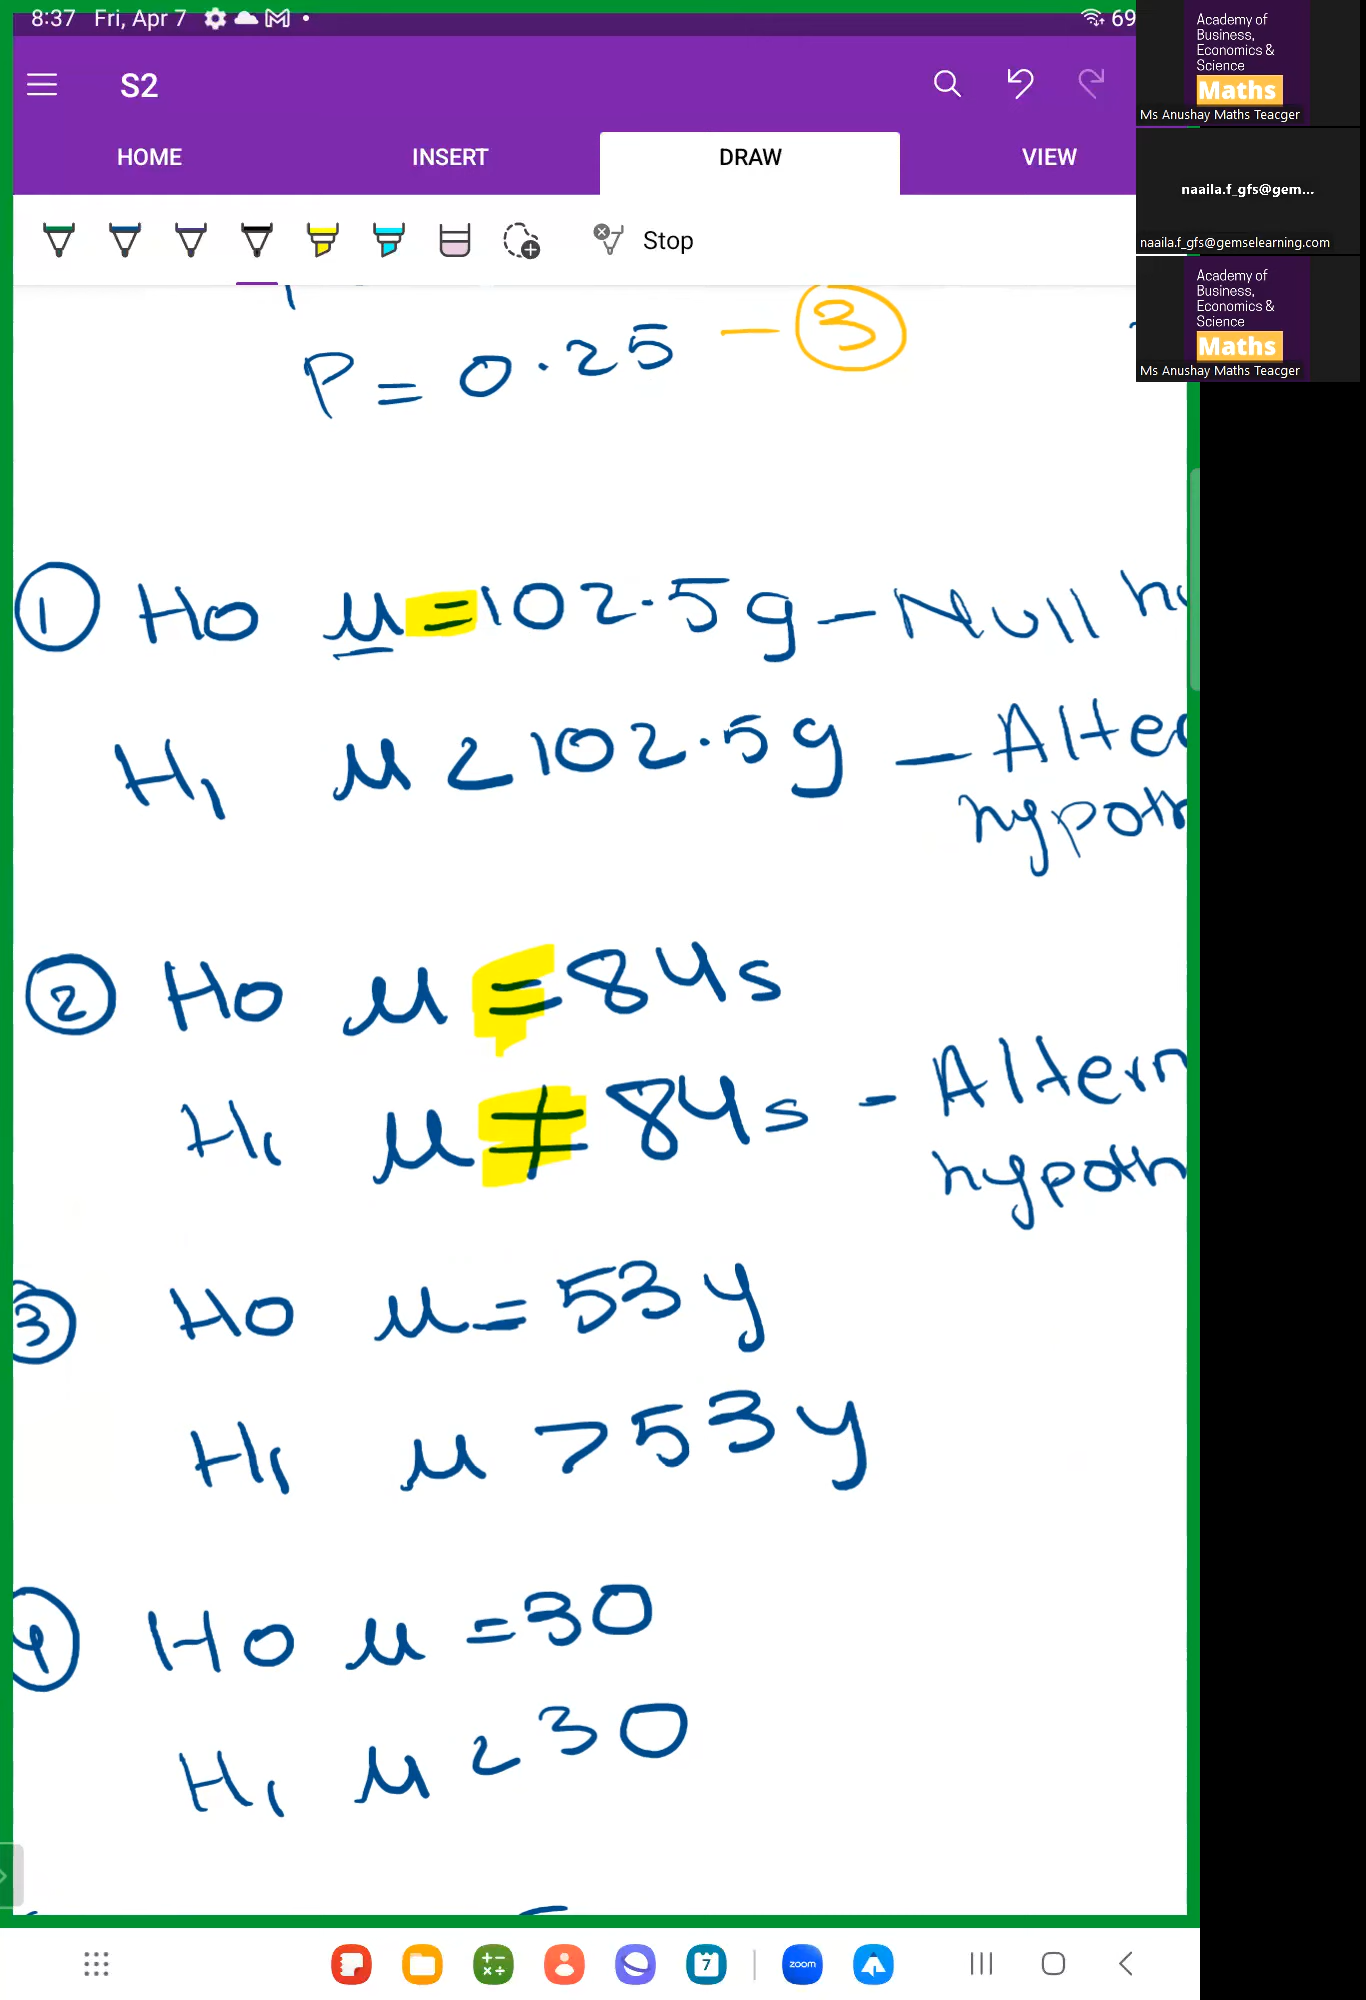 8:37 Fri, Apr 7
69
S2
HOME INSERT DRAW VIEW
Stop
Academy of
Business,
Economics &
Science
Maths
Ms Anushay Maths Teacger
naaila.f_gfs@gem...
naaila.f_gfs@gemselearning.com
Academy of
Business,
Economics &
Science
Maths
Ms Anushay Maths Teacger
P = 0.25 — 3
1 Ho μ = 102.5g — Null
H1 μ < 102.5g — Alter
hypoth
2 Ho μ = 84s
H1 μ ≠ 84s - Altern
hypoth
3 Ho μ = 53y
H1 μ > 53y
4 Ho μ = 30
H1 μ < 30
7
zoom